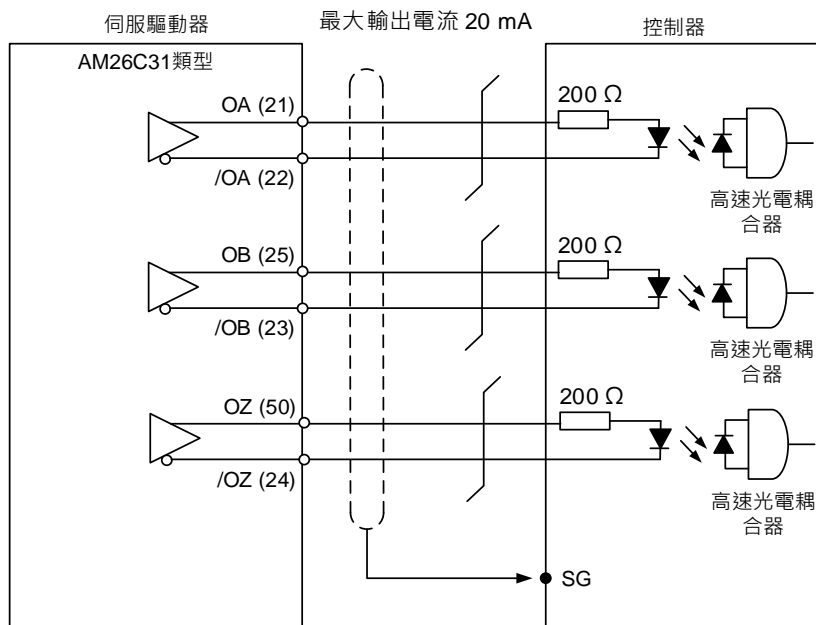 伺服驅動器
最大輸出電流 20 mA
控制器
AM26C31類型
OA (21)
200 Ω
/OA (22)
高速光電耦
合器
OB (25)
200 Ω
/OB (23)
高速光電耦
合器
OZ (50)
200 Ω
/OZ (24)
高速光電耦
合器
SG